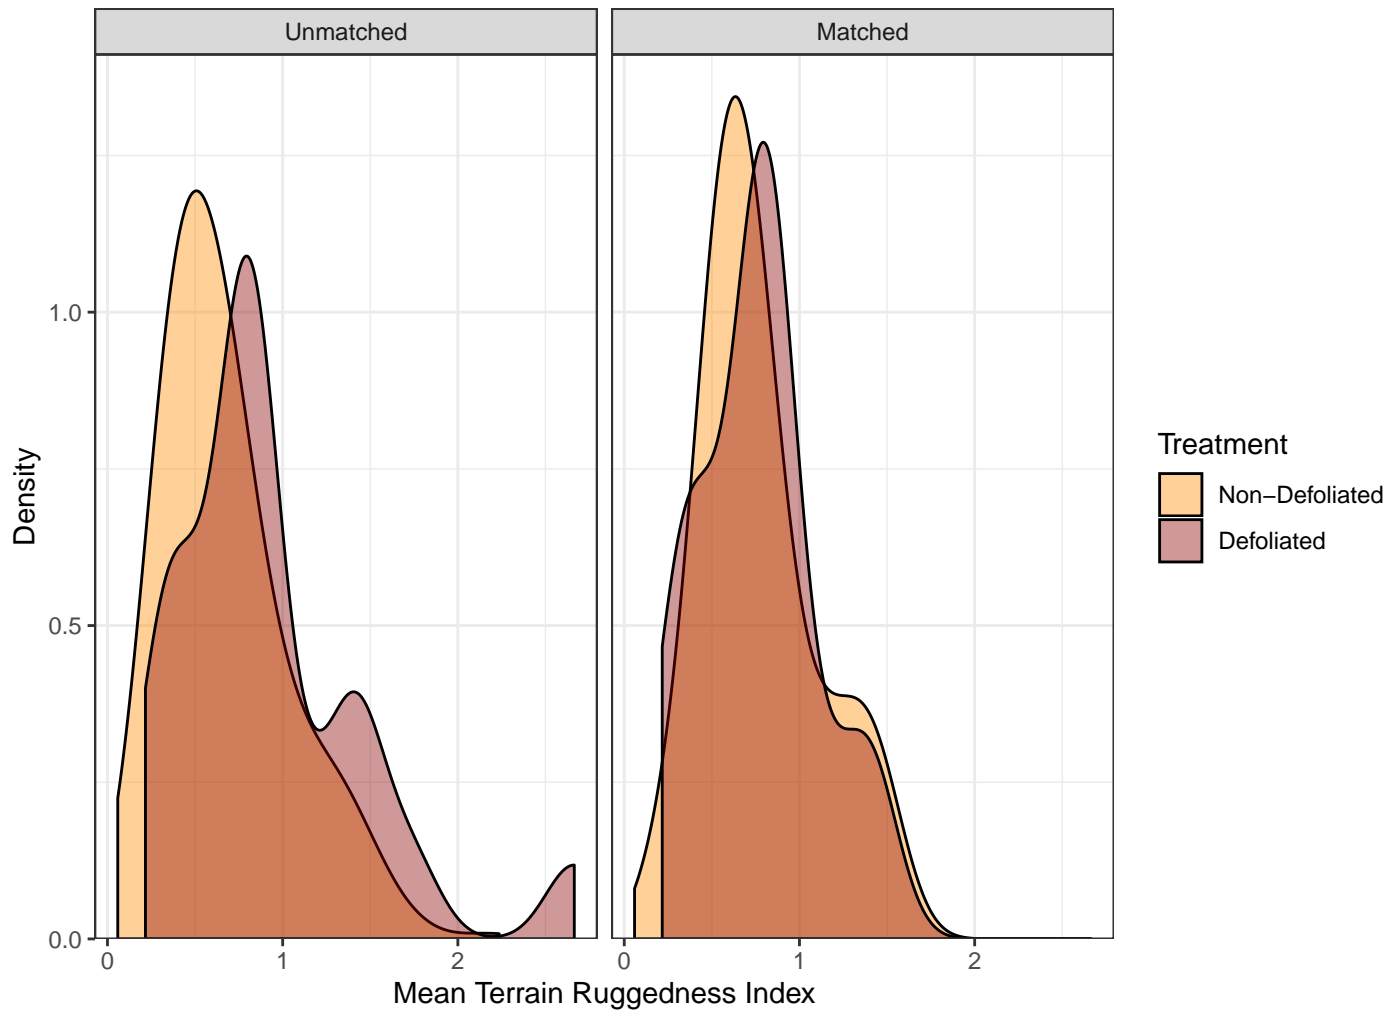 Unmatched
Matched
Density
1.0
0.5
0.0
0
1
2
0
1
2
Mean Terrain Ruggedness Index
Treatment
Non−Defoliated
Defoliated